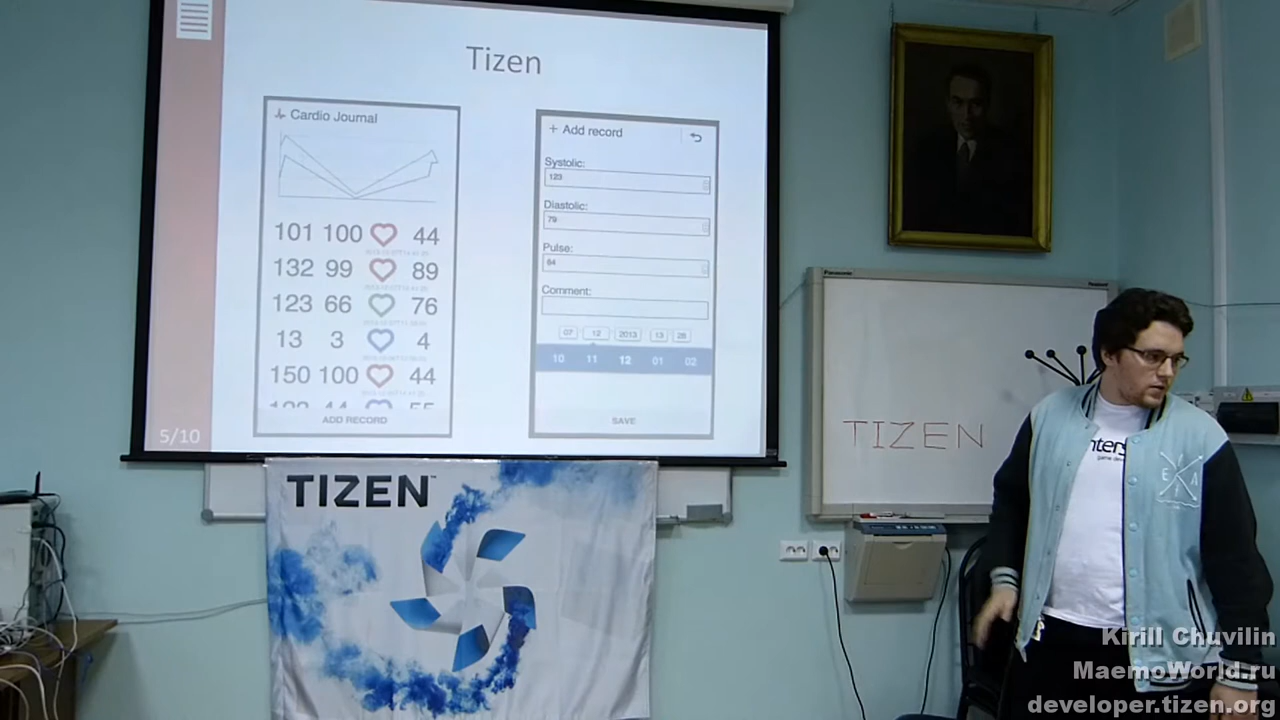 Tizen
Cardio Journal
101 100 44
132 99 89
123 66 76
13 3 4
150 100 44
ADD RECORD
+ Add record
Systolic:
123
Diastolic:
79
Pulse:
64
Comment:
07 12 2013 13 28
10 11 12 01 02
SAVE
5/10
TIZEN™
Panasonic
TIZEN
Kirill Chuvilin
MaemoWorld.ru
developer.tizen.org